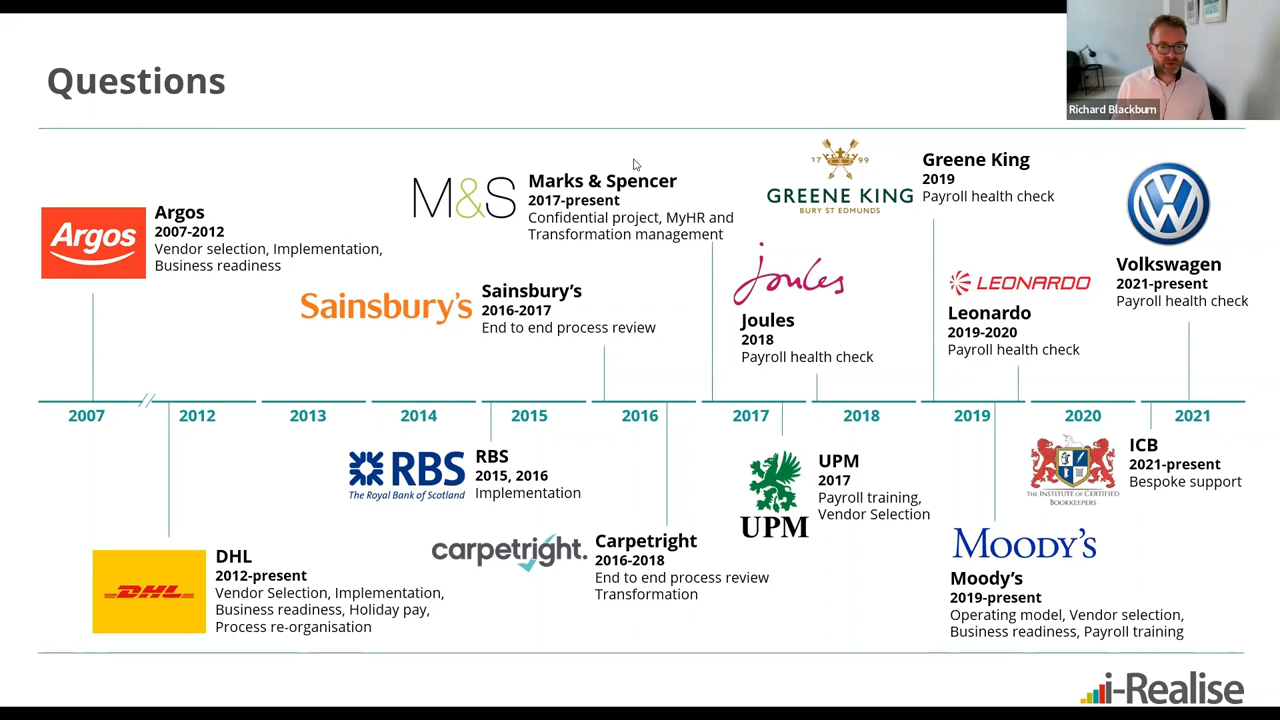 Questions
Richard Blackburn
Argos
Argos
2007-2012
Vendor selection, Implementation,
Business readiness
M&S
Marks & Spencer
2017-present
Confidential project, MyHR and
Transformation management
Sainsbury's
Sainsbury's
2016-2017
End to end process review
17 99
GREENE KING
BURY ST EDMUNDS
Greene King
2019
Payroll health check
Joules
Joules
2018
Payroll health check
LEONARDO
Leonardo
2019-2020
Payroll health check
Volkswagen
2021-present
Payroll health check
2007 2012 2013 2014 2015 2016 2017 2018 2019 2020 2021
RBS
The Royal Bank of Scotland
RBS
2015, 2016
Implementation
UPM
UPM
2017
Payroll training,
Vendor Selection
THE INSTITUTE OF CERTIFIED
BOOKKEEPERS
ICB
2021-present
Bespoke support
DHL
DHL
2012-present
Vendor Selection, Implementation,
Business readiness, Holiday pay,
Process re-organisation
carpetright.
Carpetright
2016-2018
End to end process review
Transformation
MOODY'S
Moody's
2019-present
Operating model, Vendor selection,
Business readiness, Payroll training
i-Realise